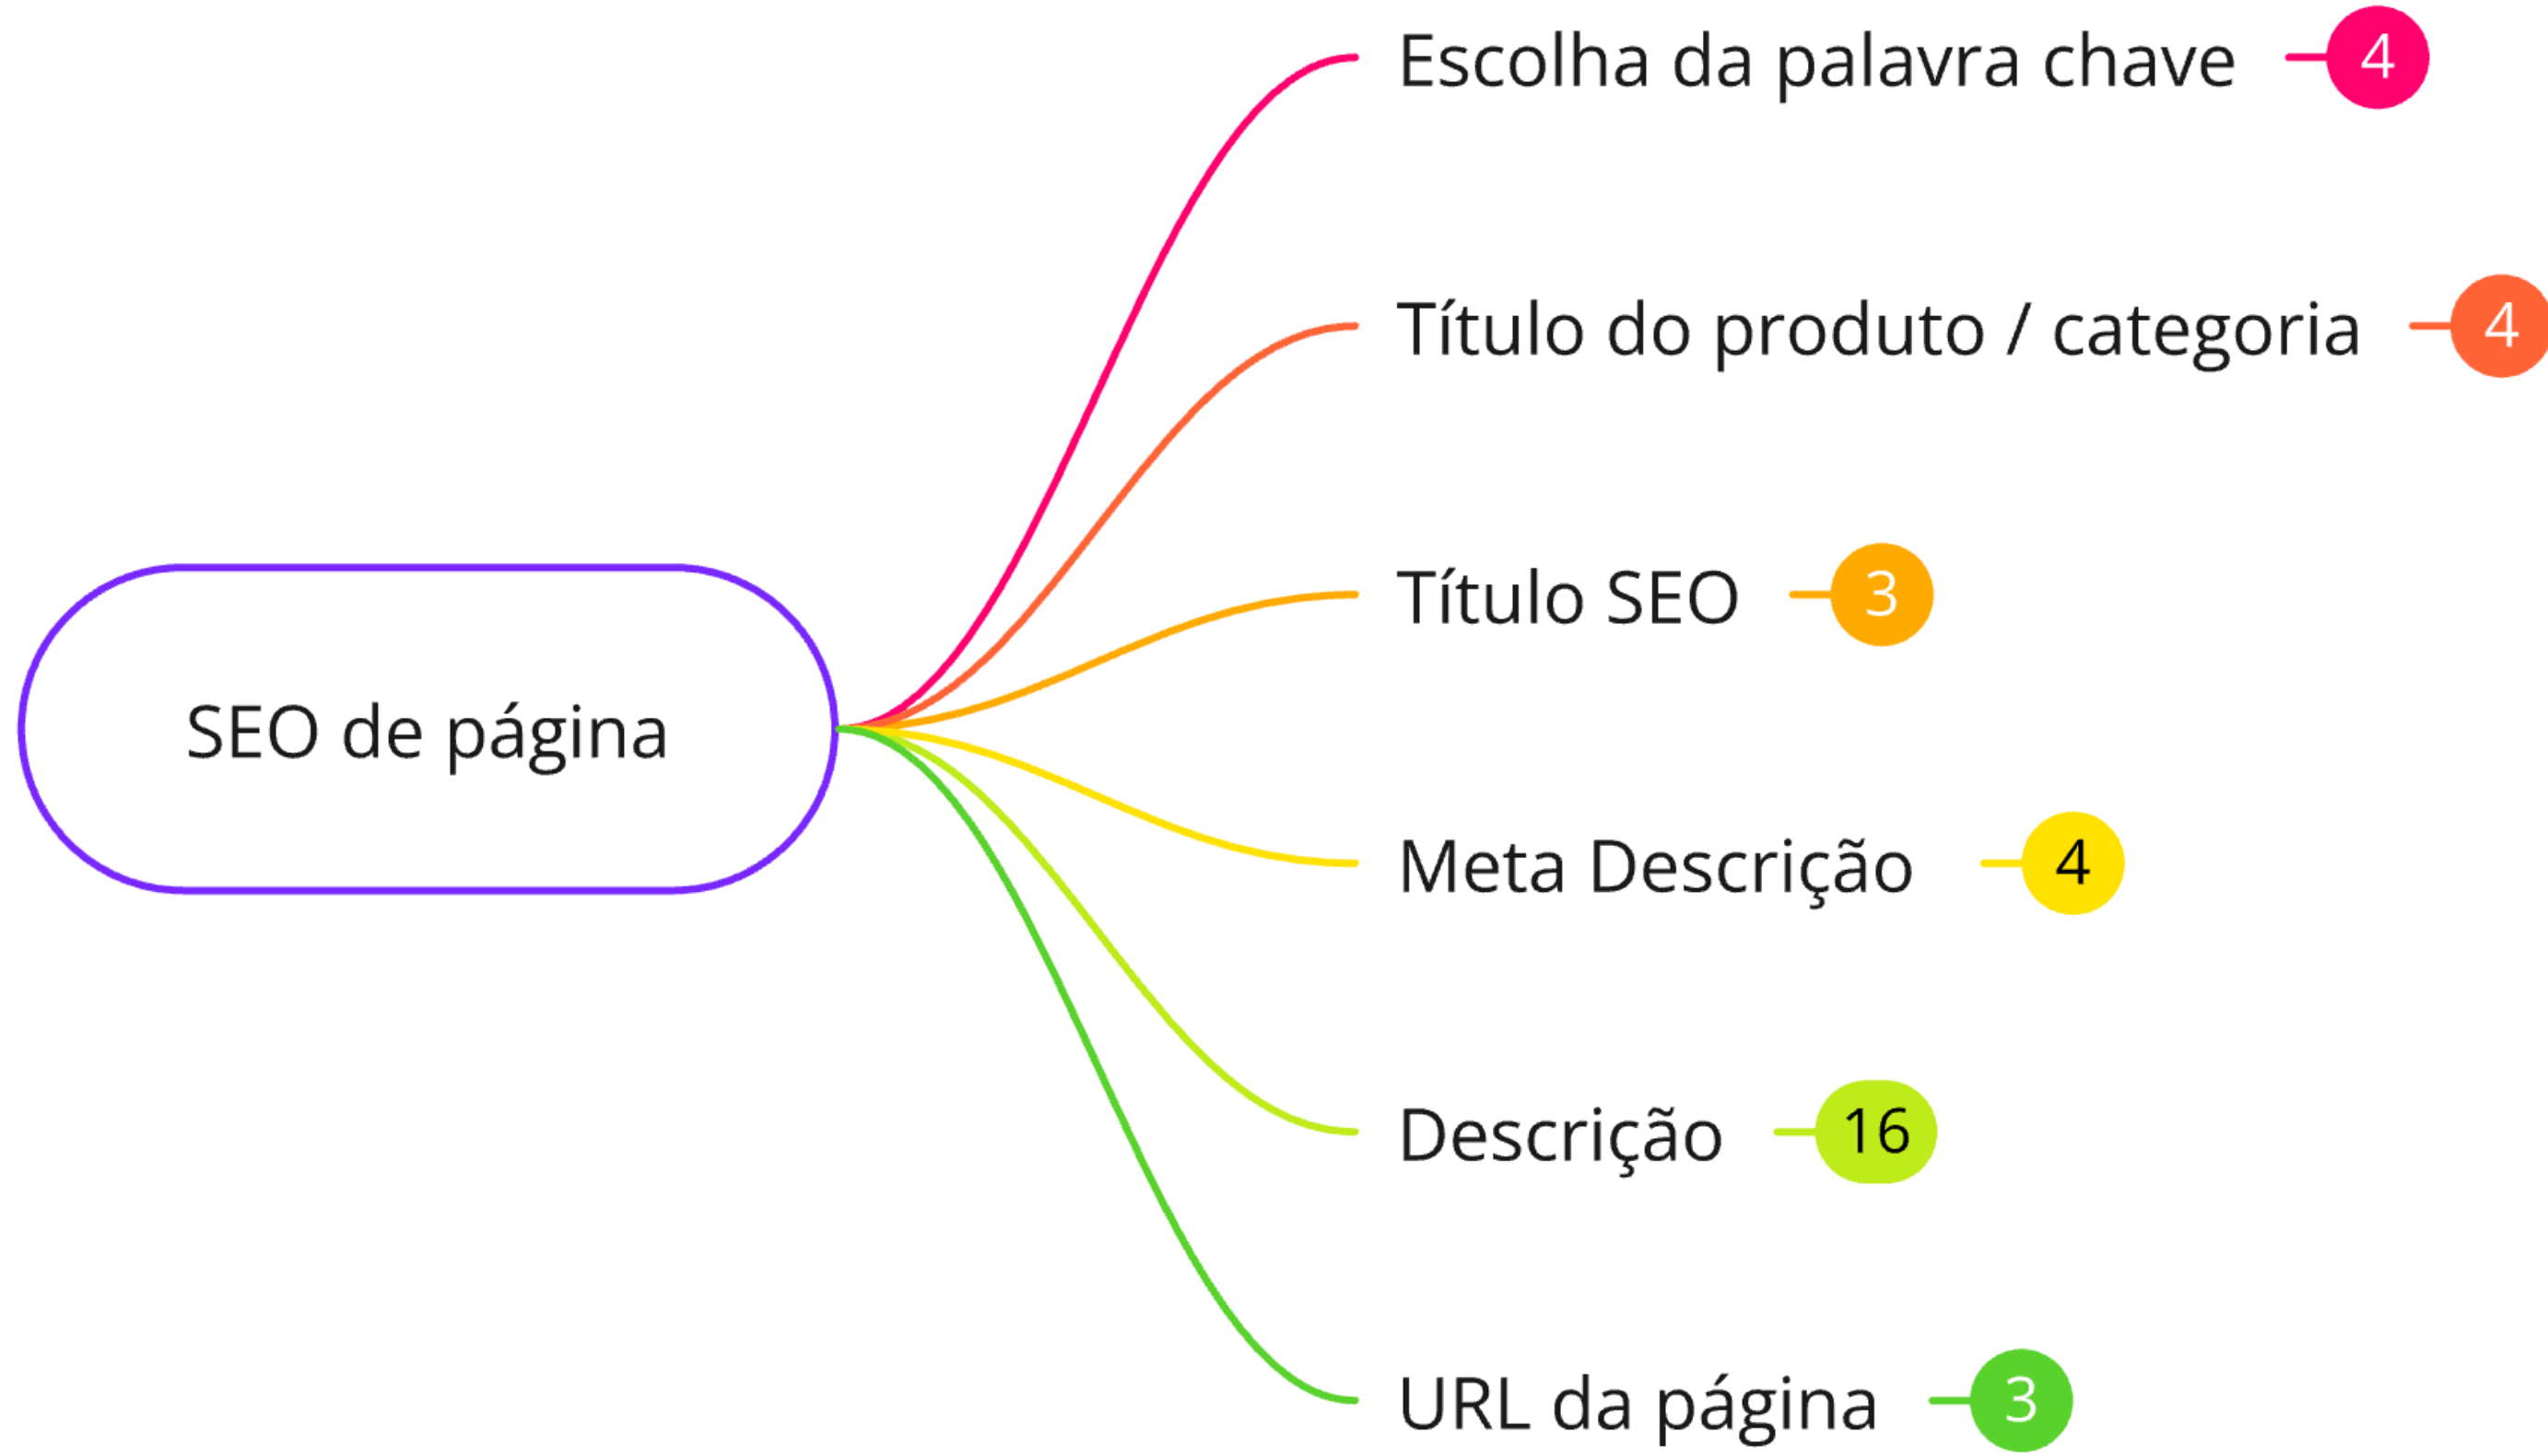 Escolha da palavra chave 4
Título do produto / categoria 4
Título SEO 3
SEO de página
Meta Descrição 4
Descrição 16
URL da página 3